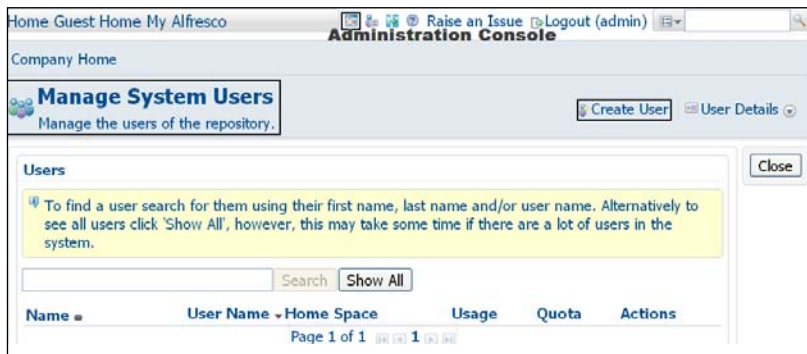 Home Guest Home My Alfresco Raise an Issue Logout (admin)
Administration Console
Company Home
Manage System Users
Manage the users of the repository.
Create User User Details
Users
Close
To find a user search for them using their first name, last name and/or user name. Alternatively to
see all users click 'Show All', however, this may take some time if there are a lot of users in the
system.
Search Show All
Name User Name Home Space Usage Quota Actions
Page 1 of 1 1